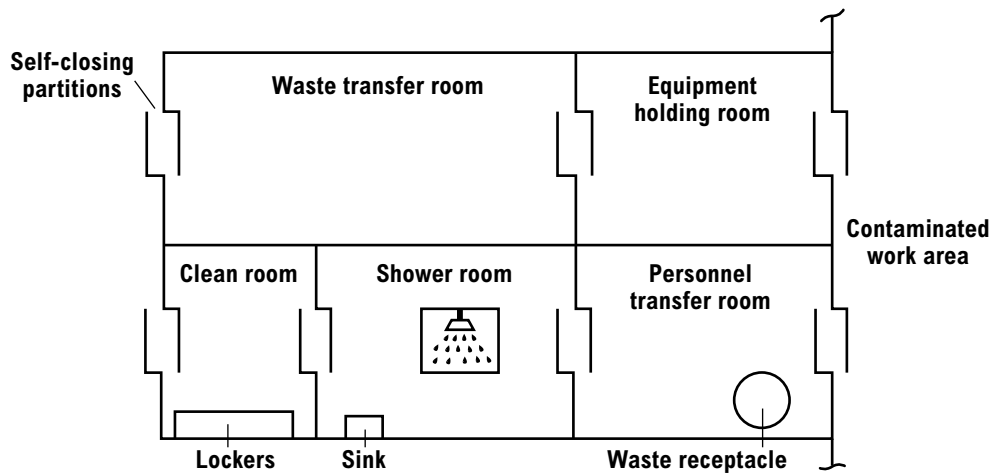 Self-closing
partitions
Waste transfer room
Equipment
holding room
Contaminated
work area
Clean room
Shower room
Personnel
transfer room
Lockers
Sink
Waste receptacle